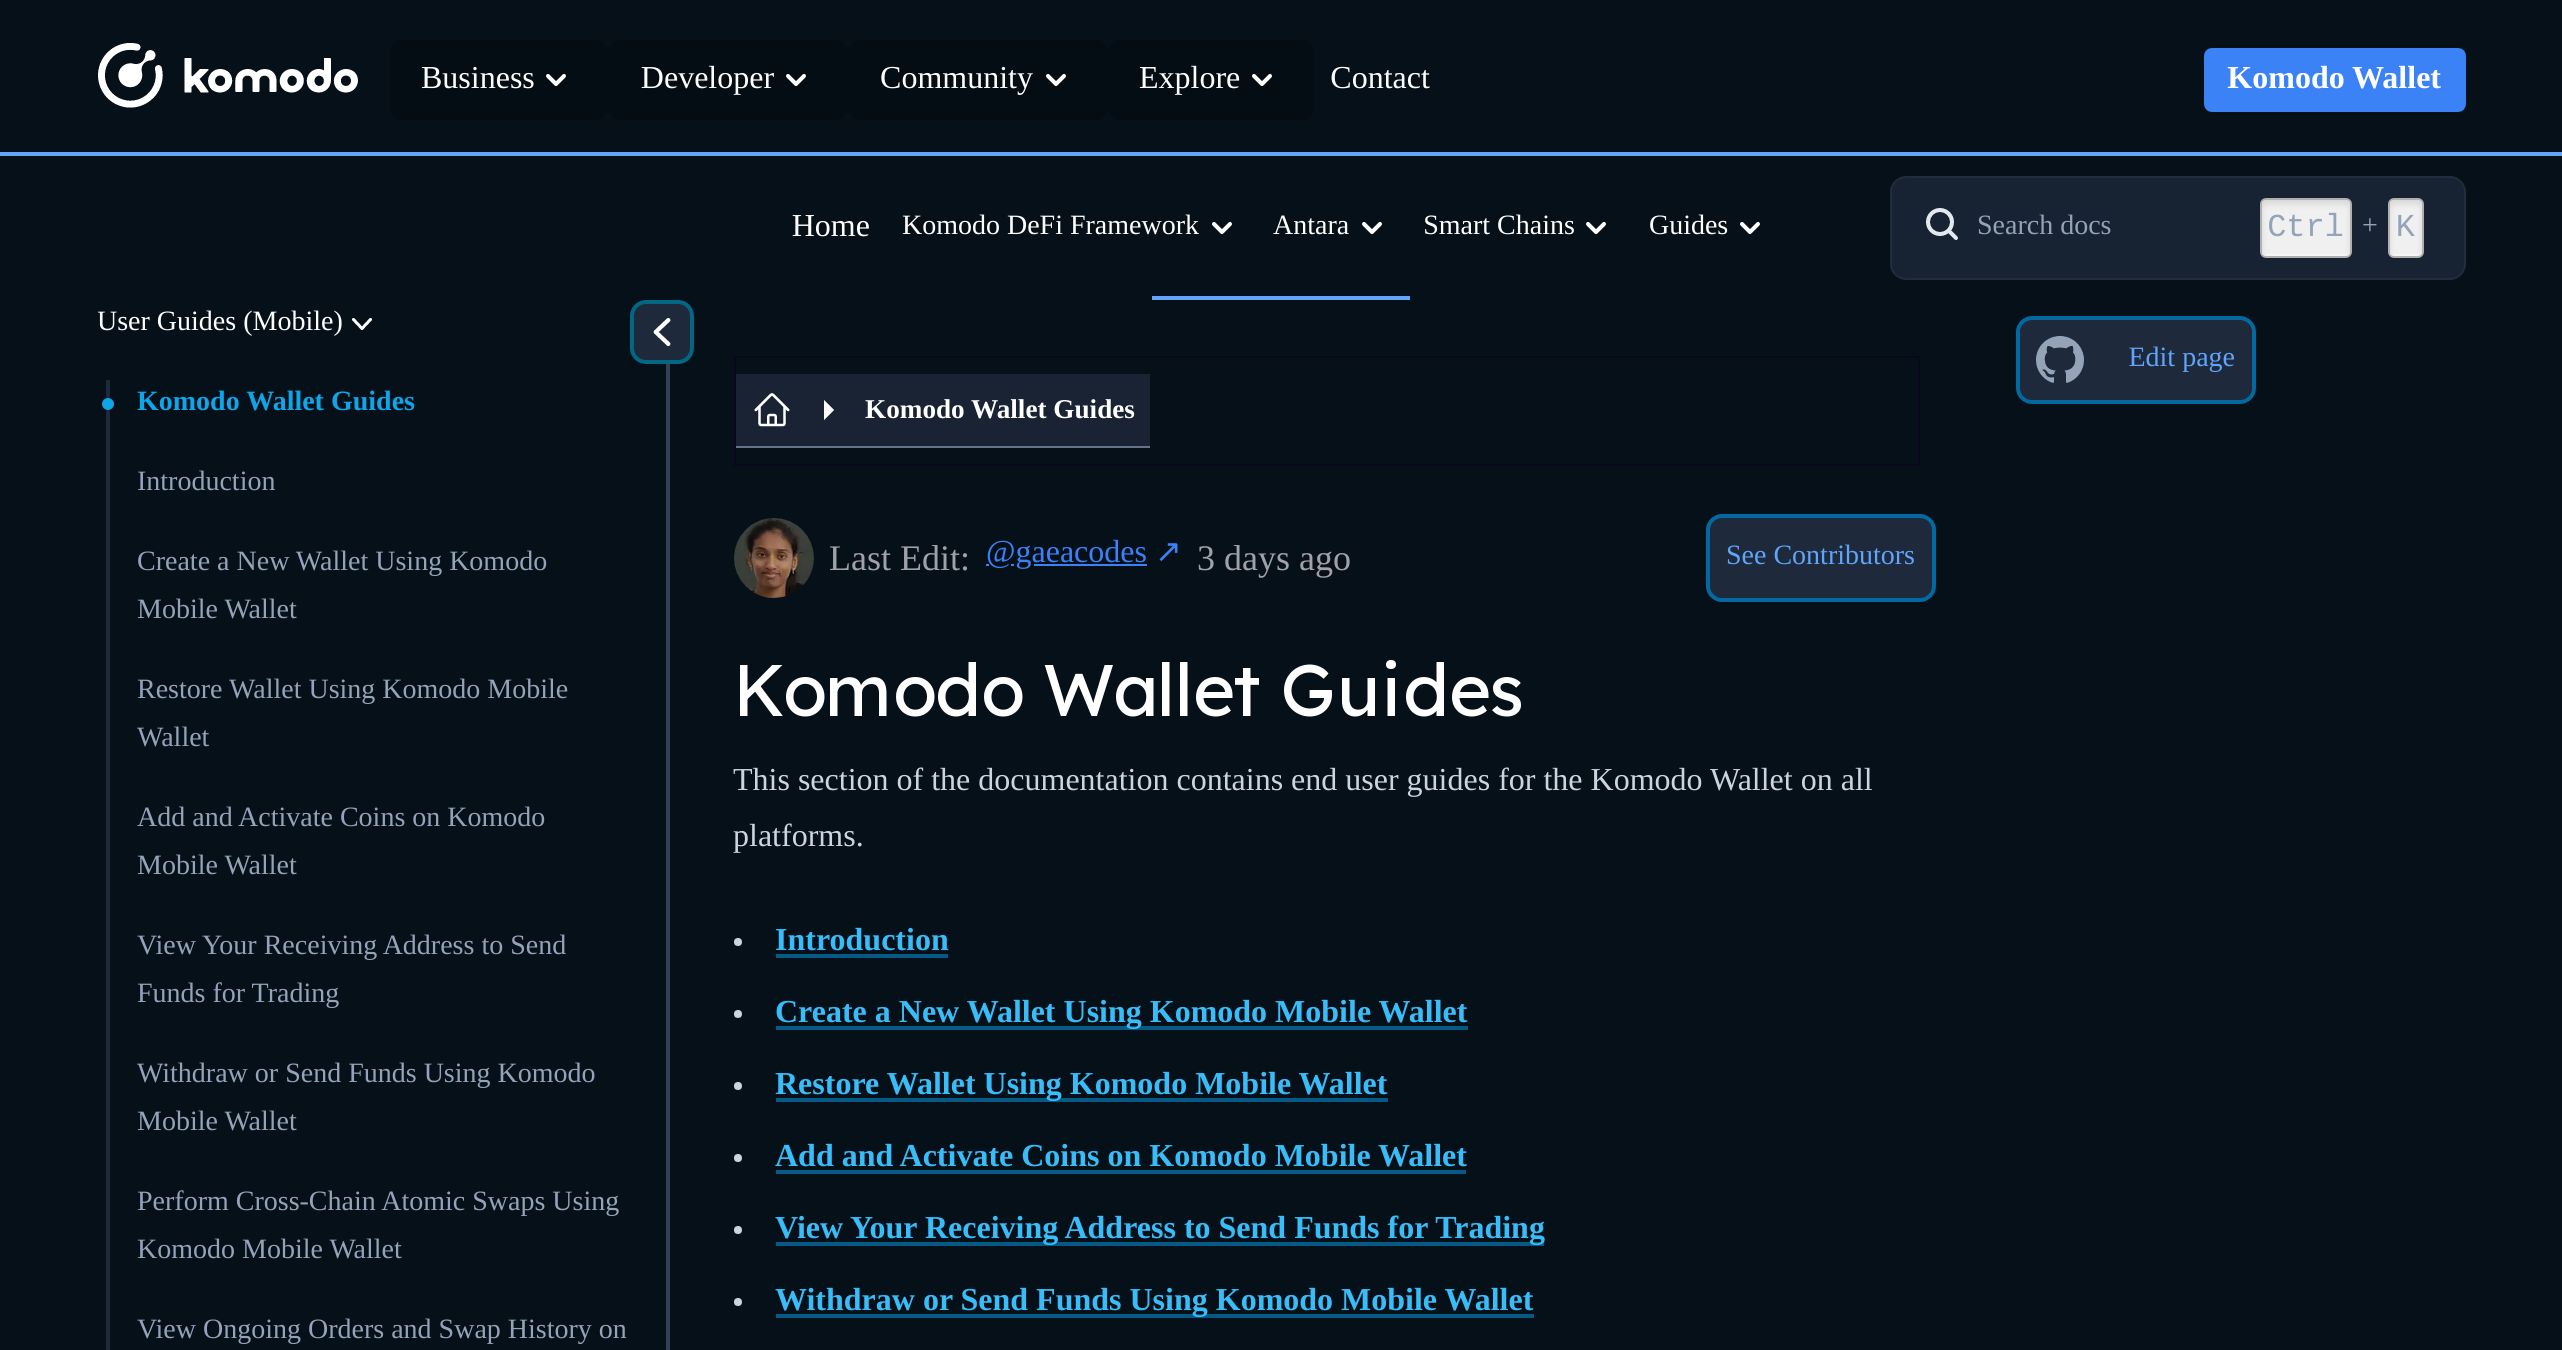 komodo
Business
Developer
Community
Explore
Contact
Komodo Wallet
Home
Komodo DeFi Framework
Antara
Smart Chains
Guides
Search docs
Ctrl + K
User Guides (Mobile)
Komodo Wallet Guides
Introduction
Create a New Wallet Using Komodo
Mobile Wallet
Restore Wallet Using Komodo Mobile
Wallet
Add and Activate Coins on Komodo
Mobile Wallet
View Your Receiving Address to Send
Funds for Trading
Withdraw or Send Funds Using Komodo
Mobile Wallet
Perform Cross-Chain Atomic Swaps Using
Komodo Mobile Wallet
View Ongoing Orders and Swap History on
Komodo Wallet Guides
Edit page
Last Edit: @gaeacodes ↗ 3 days ago
See Contributors
Komodo Wallet Guides
This section of the documentation contains end user guides for the Komodo Wallet on all
platforms.
• Introduction
• Create a New Wallet Using Komodo Mobile Wallet
• Restore Wallet Using Komodo Mobile Wallet
• Add and Activate Coins on Komodo Mobile Wallet
• View Your Receiving Address to Send Funds for Trading
• Withdraw or Send Funds Using Komodo Mobile Wallet